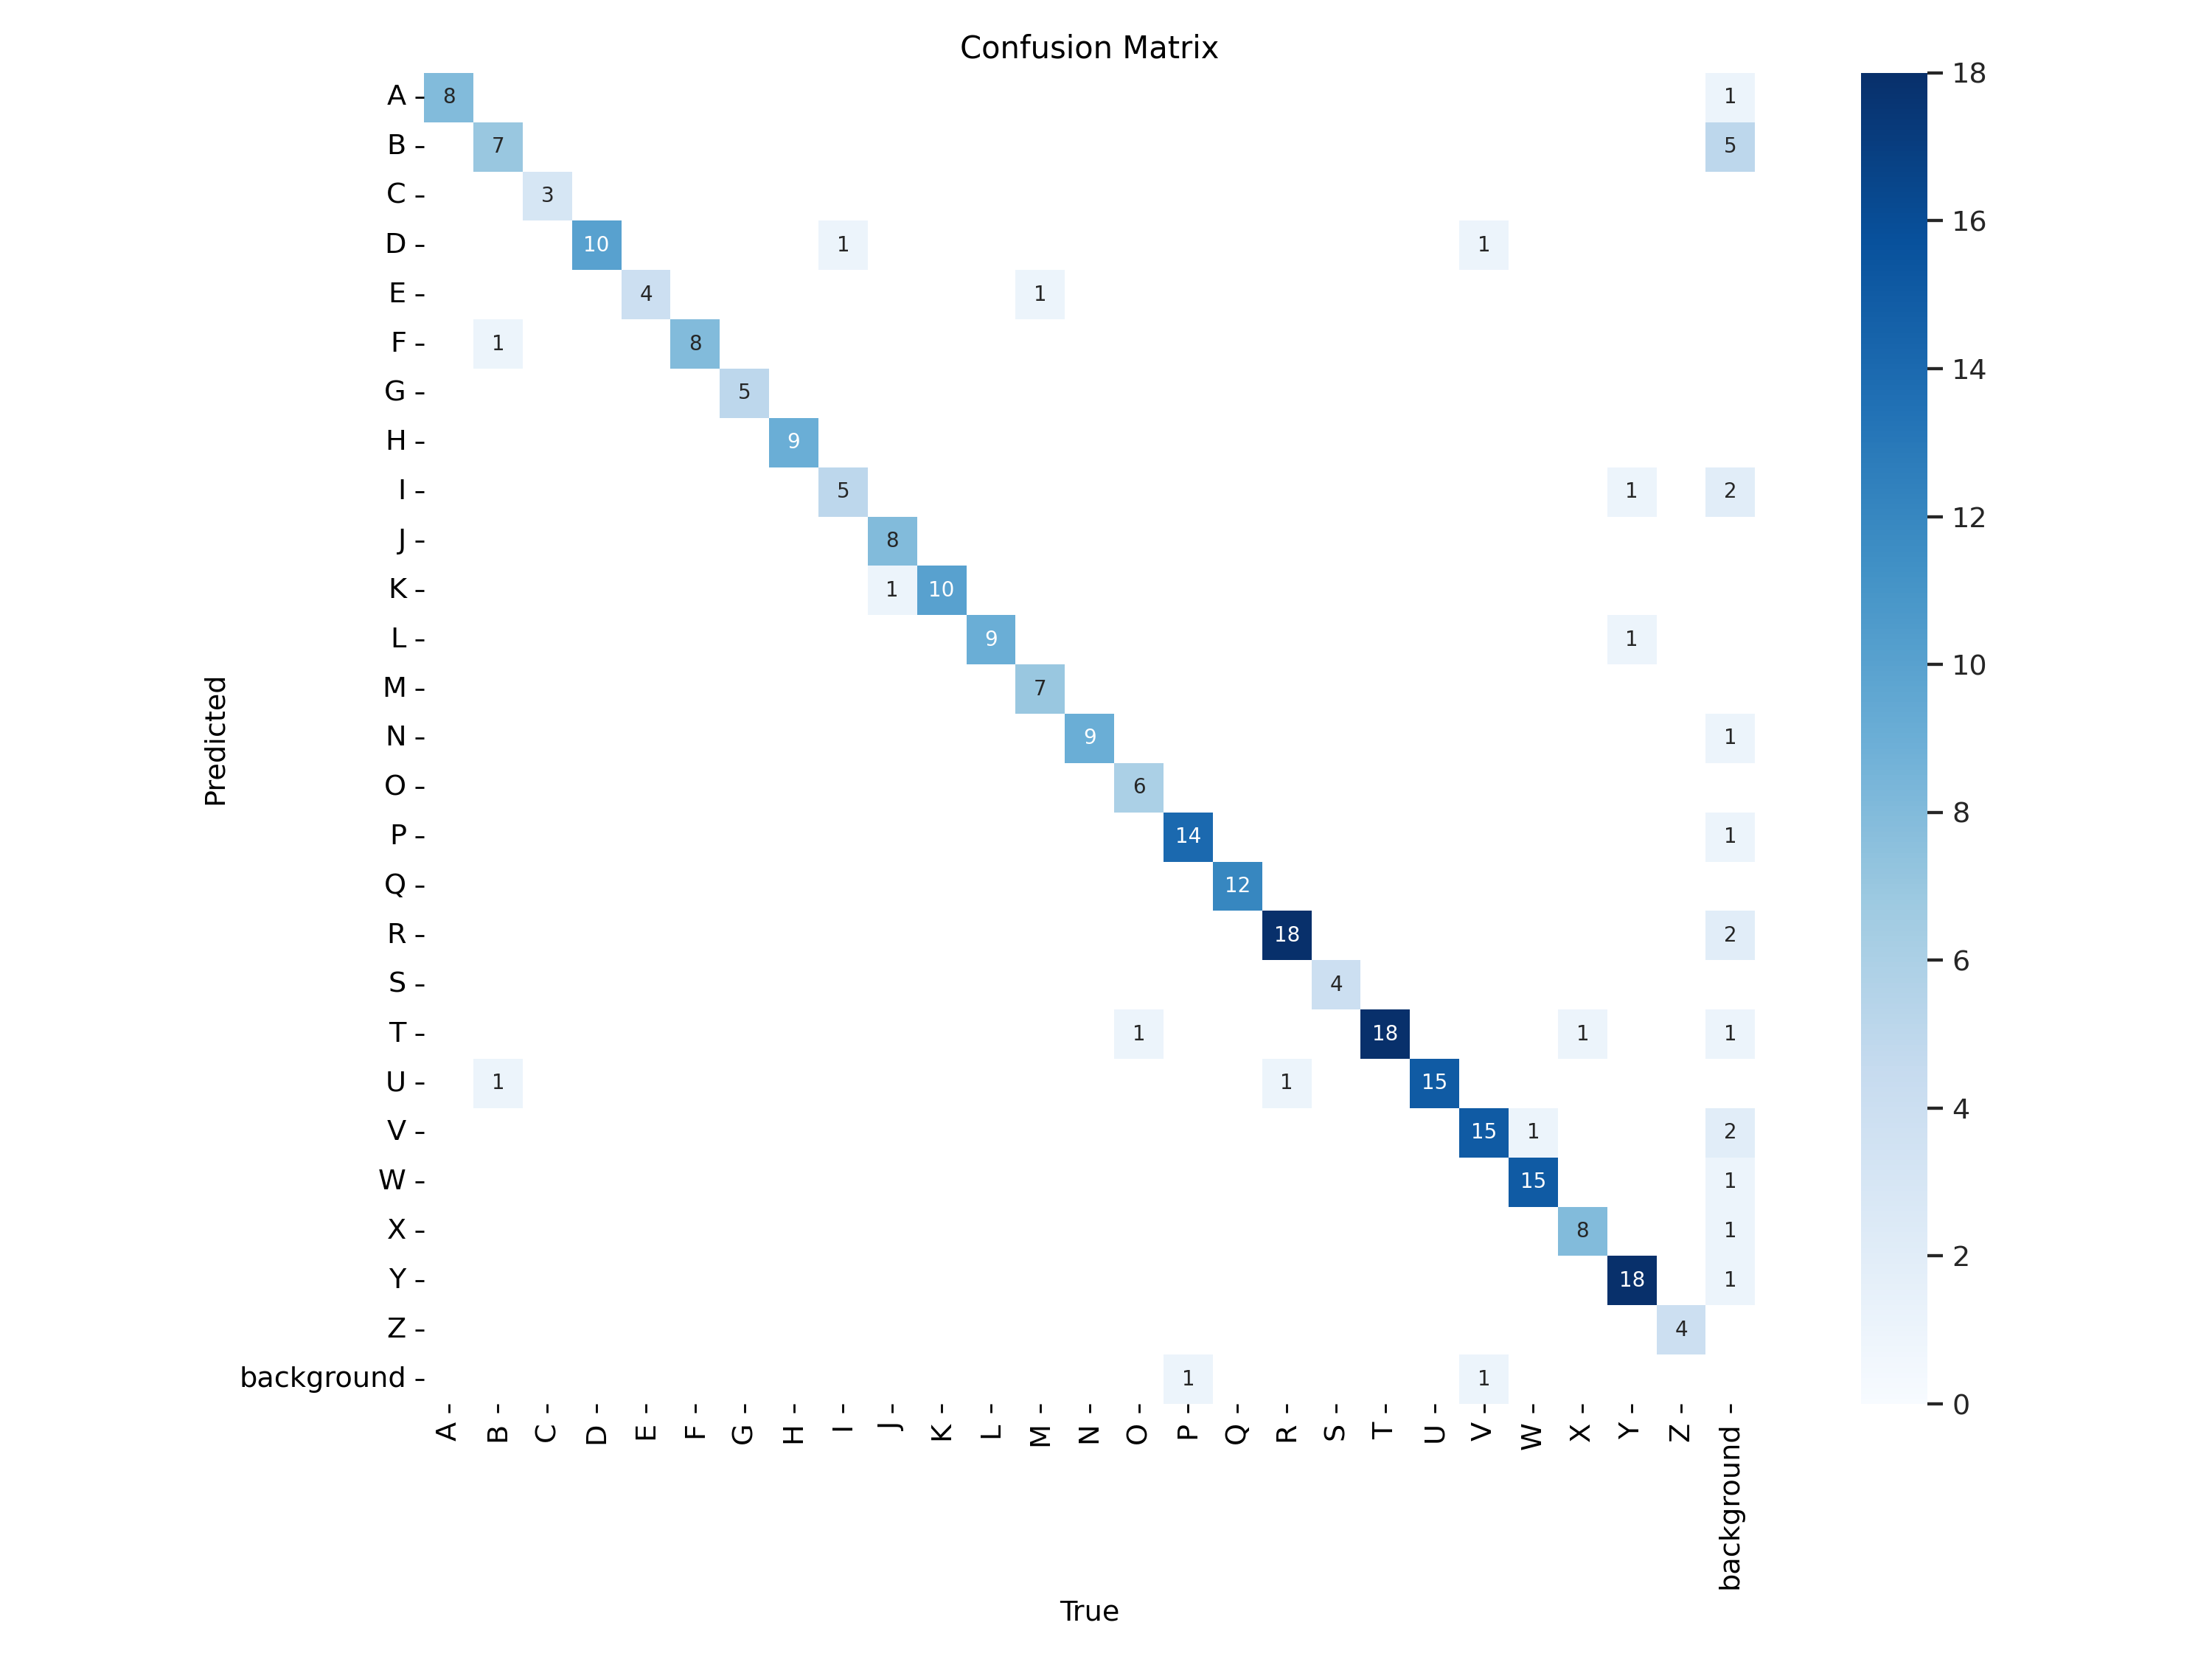 Confusion Matrix
A 8 1 18
B 7 5
C 3
D 10 1 1 16
E 4 1
F 1 8 14
G 5
H 9
I 5 1 2 12
J 8
K 1 10
L 9 1 10
M 7
N 9 1
O 6
P 14 1 8
Q 12
R 18 2 6
S 4
T 1 18 1 1
U 1 1 15 4
V 15 1 2
W 15 1
X 8 1 2
Y 18 1
Z 4
background 1 1 0
Predicted
A B C D E F G H I J K L M N O P Q R S T U V W X Y Z background
True